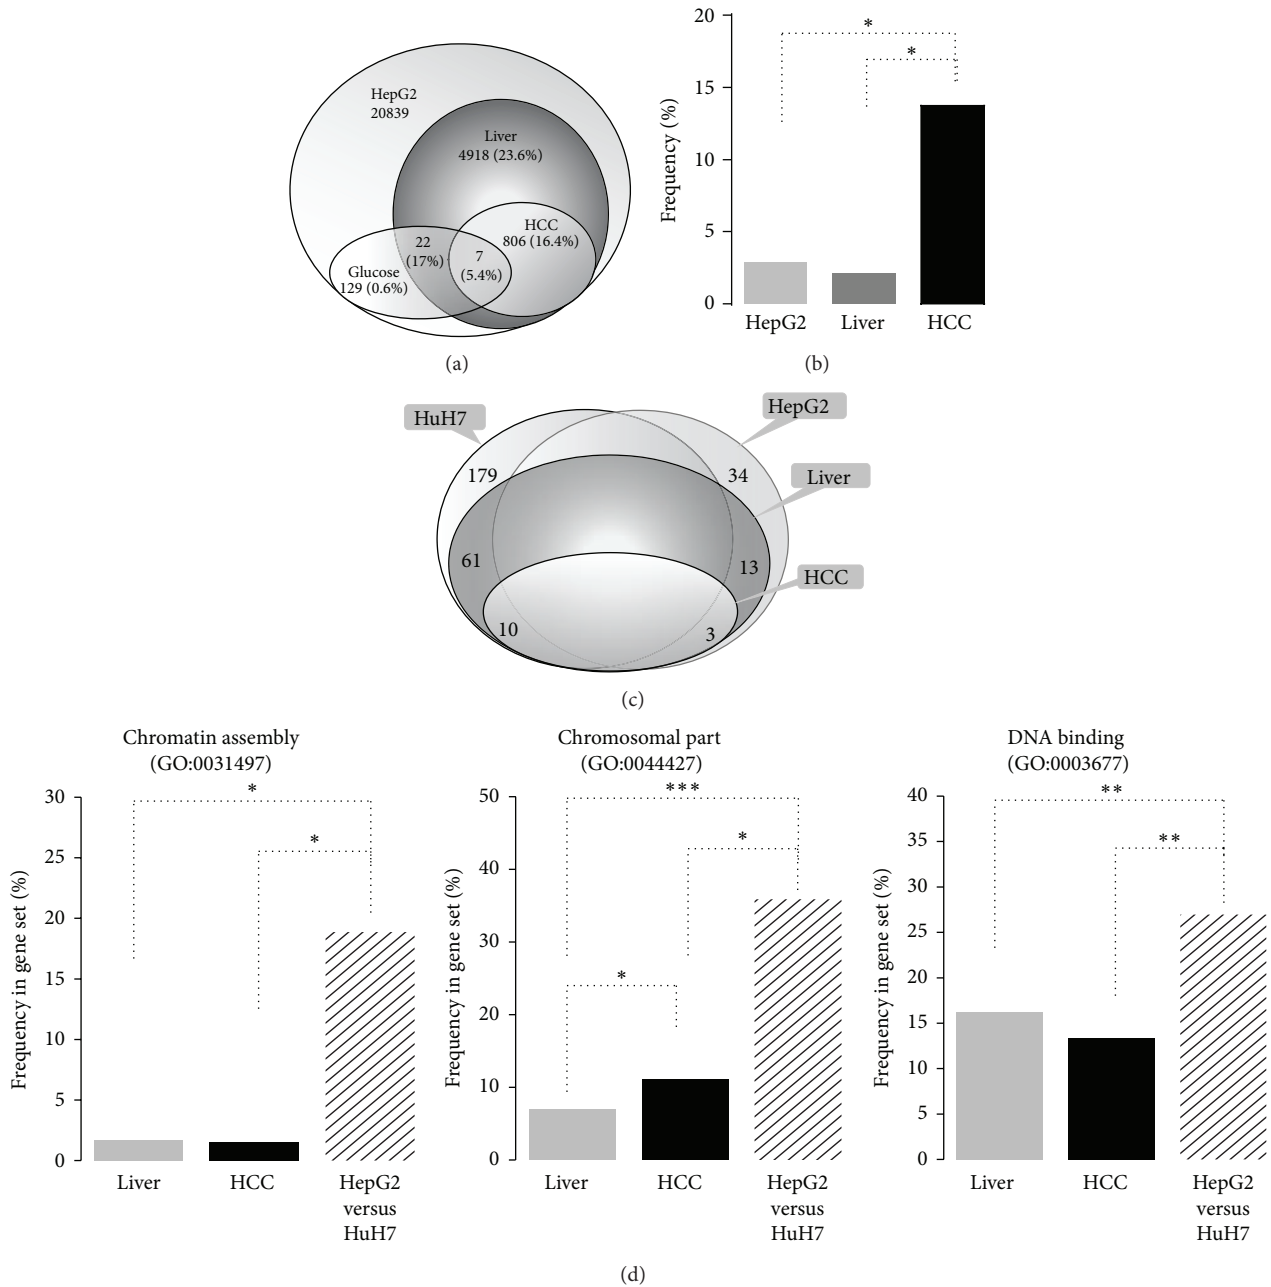 HepG2
20839
Liver
4918 (23.6%)
HCC
806 (16.4%)
22
(17%)
7
(5.4%)
Glucose
129 (0.6%)
(a)
Frequency (%)
20
15
10
5
0
*
*
HepG2
Liver
HCC
(b)
HuH7
HepG2
Liver
HCC
179
34
61
13
10
3
(c)
Chromatin assembly
(GO:0031497)
Frequency in gene set (%)
30
25
20
15
10
5
0
*
*
Liver
HCC
HepG2
versus
HuH7
Chromosomal part
(GO:0044427)
Frequency in gene set (%)
50
40
30
20
10
0
***
*
*
Liver
HCC
HepG2
versus
HuH7
DNA binding
(GO:0003677)
Frequency in gene set (%)
40
35
30
25
20
15
10
5
0
**
**
Liver
HCC
HepG2
versus
HuH7
(d)